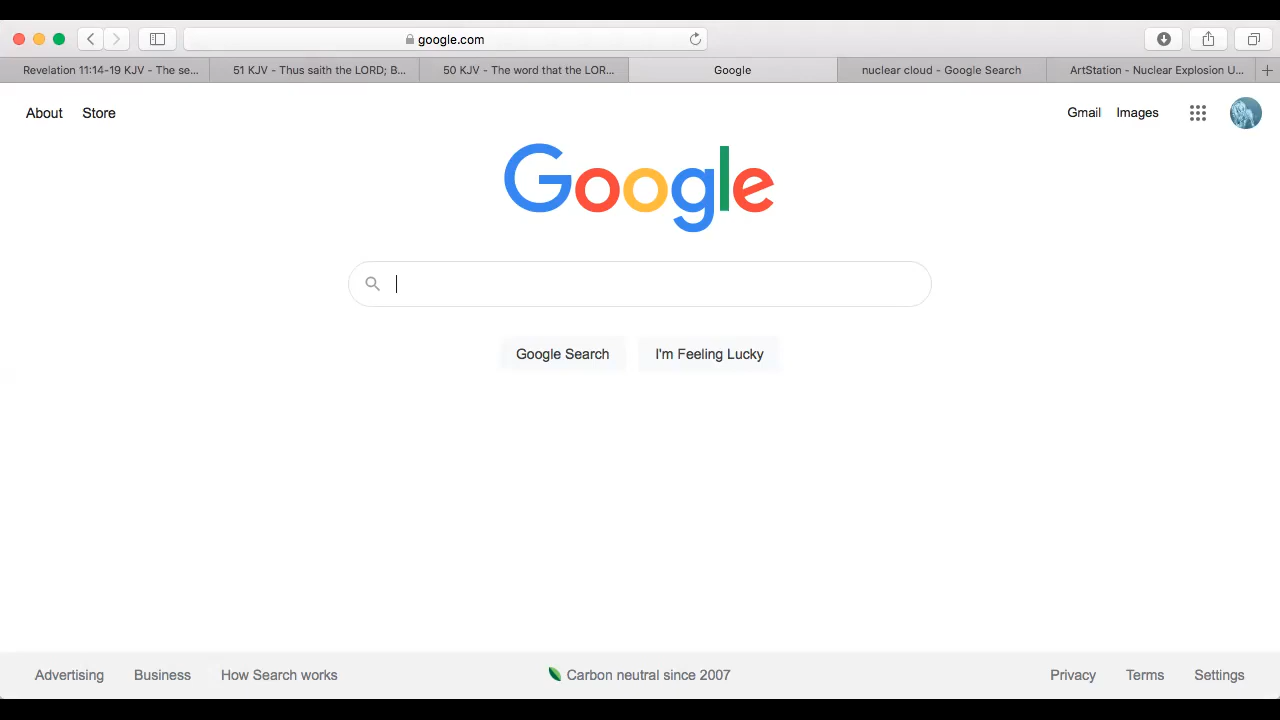 google.com
Revelation 11:14-19 KJV - The se...
51 KJV - Thus saith the LORD; B...
50 KJV - The word that the LOR...
Google
nuclear cloud - Google Search
ArtStation - Nuclear Explosion U...
About Store
Gmail Images
Google
Google Search I'm Feeling Lucky
Advertising Business How Search works
Carbon neutral since 2007
Privacy Terms Settings